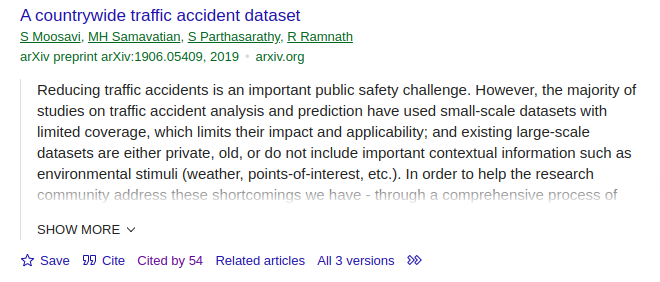 A countrywide traffic accident dataset
S Moosavi, MH Samavatian, S Parthasarathy, R Ramnath
arXiv preprint arXiv:1906.05409, 2019 • arxiv.org
Reducing traffic accidents is an important public safety challenge. However, the majority of
studies on traffic accident analysis and prediction have used small-scale datasets with
limited coverage, which limits their impact and applicability; and existing large-scale
datasets are either private, old, or do not include important contextual information such as
environmental stimuli (weather, points-of-interest, etc.). In order to help the research
community address these shortcomings we have - through a comprehensive process of
SHOW MORE
Save Cite Cited by 54 Related articles All 3 versions